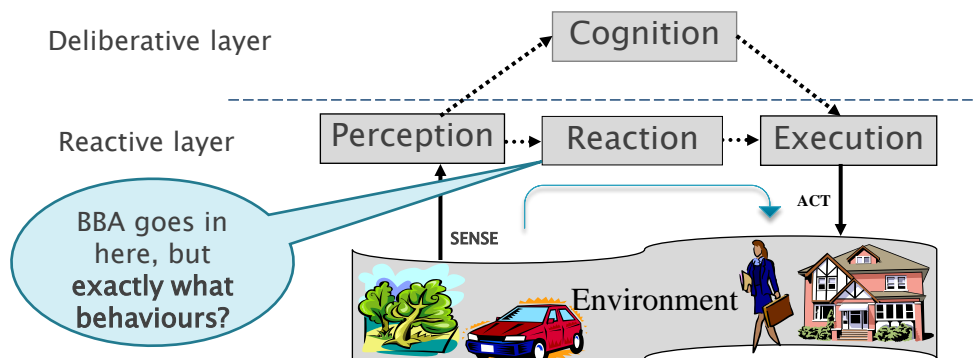 Deliberative layer
Cognition
Reactive layer
Perception
Reaction
Execution
BBA goes in
here, but
exactly what
behaviours?
SENSE
ACT
Environment